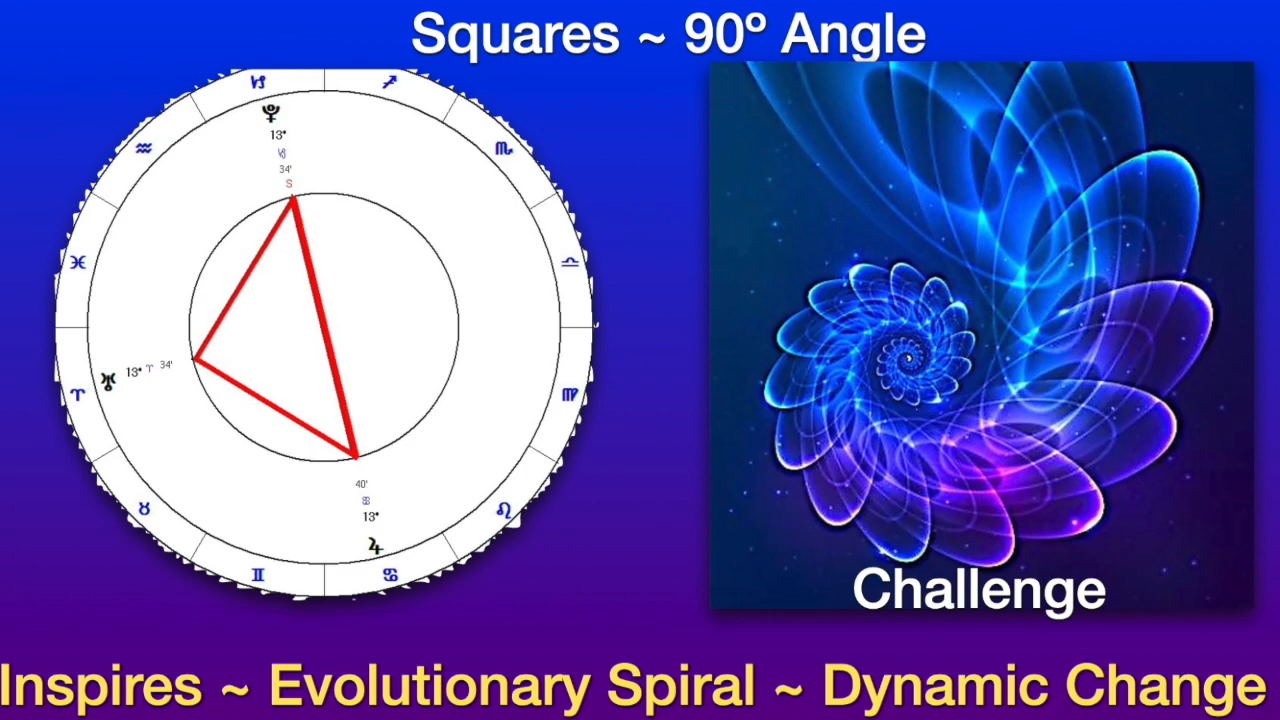 Squares ~ 90º Angle
♑ ♐
♇
13°
♒ ♑ ♏
34'
S
♓ ♎
♅ 13° ♈ 34'
♈ ♍
40'
♋
♉ 13° ♌
♃
♊ ♋
Challenge
Inspires ~ Evolutionary Spiral ~ Dynamic Change